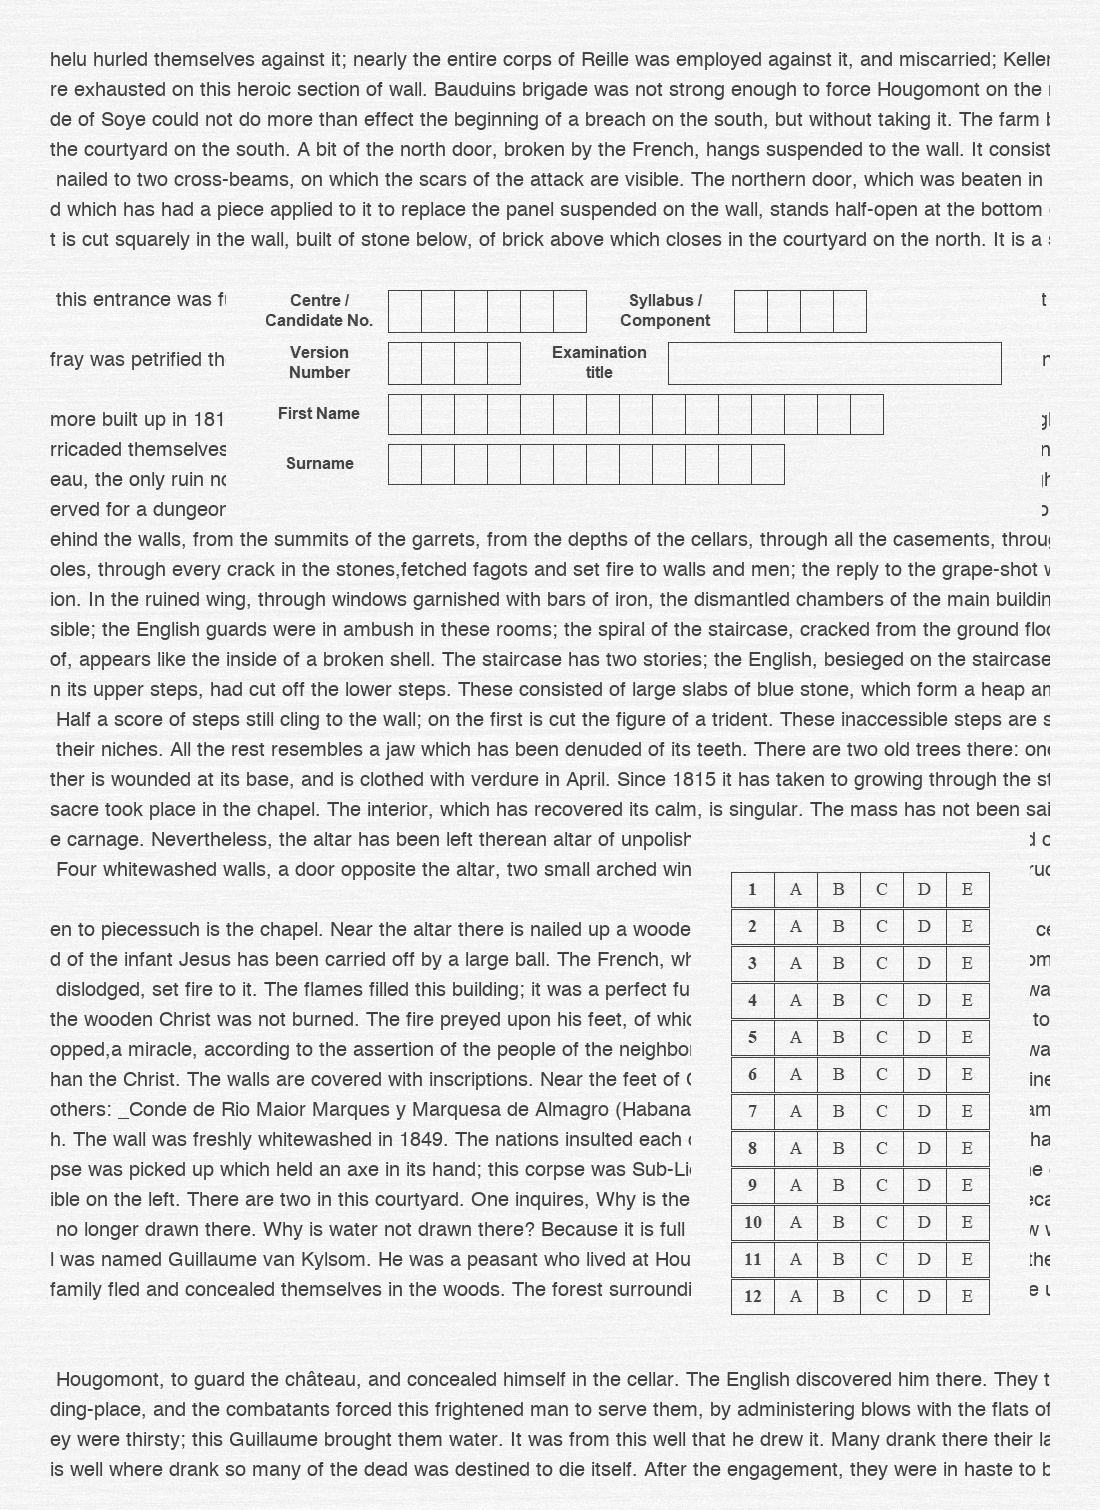 helu hurled themselves against it; nearly the entire corps of Reille was employed against it, and miscarried; Keller
re exhausted on this heroic section of wall. Bauduins brigade was not strong enough to force Hougomont on the
de of Soye could not do more than effect the beginning of a breach on the south, but without taking it. The farm
the courtyard on the south. A bit of the north door, broken by the French, hangs suspended to the wall. It consist
nailed to two cross-beams, on which the scars of the attack are visible. The northern door, which was beaten in
d which has had a piece applied to it to replace the panel suspended on the wall, stands half-open at the bottom
t is cut squarely in the wall, built of stone below, of brick above which closes in the courtyard on the north. It is a
this entrance was
Centre / Candidate No.
Syllabus / Component
fray was petrified th
Version Number
Examination title
more built up in 181
First Name
rricaded themselves
Surname
eau, the only ruin
erved for a dungeon
ehind the walls, from the summits of the garrets, from the depths of the cellars, through all the casements, throug
oles, through every crack in the stones,fetched fagots and set fire to walls and men; the reply to the grape-shot
ion. In the ruined wing, through windows garnished with bars of iron, the dismantled chambers of the main buildin
sible; the English guards were in ambush in these rooms; the spiral of the staircase, cracked from the ground floo
of, appears like the inside of a broken shell. The staircase has two stories; the English, besieged on the staircase
n its upper steps, had cut off the lower steps. These consisted of large slabs of blue stone, which form a heap
Half a score of steps still cling to the wall; on the first is cut the figure of a trident. These inaccessible steps are s
their niches. All the rest resembles a jaw which has been denuded of its teeth. There are two old trees there: one
ther is wounded at its base, and is clothed with verdure in April. Since 1815 it has taken to growing through the st
sacre took place in the chapel. The interior, which has recovered its calm, is singular. The mass has not been sai
e carnage. Nevertheless, the altar has been left therean altar of unpolish
Four whitewashed walls, a door opposite the altar, two small arched win
en to piecessuch is the chapel. Near the altar there is nailed up a woode
d of the infant Jesus has been carried off by a large ball. The French, wh
dislodged, set fire to it. The flames filled this building; it was a perfect fu
the wooden Christ was not burned. The fire preyed upon his feet, of whic
opped,a miracle, according to the assertion of the people of the neighbor
han the Christ. The walls are covered with inscriptions. Near the feet of
others: _Conde de Rio Maior Marques y Marquesa de Almagro (Habana
h. The wall was freshly whitewashed in 1849. The nations insulted each
pse was picked up which held an axe in its hand; this corpse was Sub-Li
ible on the left. There are two in this courtyard. One inquires, Why is the
no longer drawn there. Why is water not drawn there? Because it is full
l was named Guillaume van Kylsom. He was a peasant who lived at Hou
family fled and concealed themselves in the woods. The forest surroundi
1 A B C D E
2 A B C D E
3 A B C D E
4 A B C D E
5 A B C D E
6 A B C D E
7 A B C D E
8 A B C D E
9 A B C D E
10 A B C D E
11 A B C D E
12 A B C D E
Hougomont, to guard the château, and concealed himself in the cellar. The English discovered him there. They t
ding-place, and the combatants forced this frightened man to serve them, by administering blows with the flats of
ey were thirsty; this Guillaume brought them water. It was from this well that he drew it. Many drank there their la
is well where drank so many of the dead was destined to die itself. After the engagement, they were in haste to b